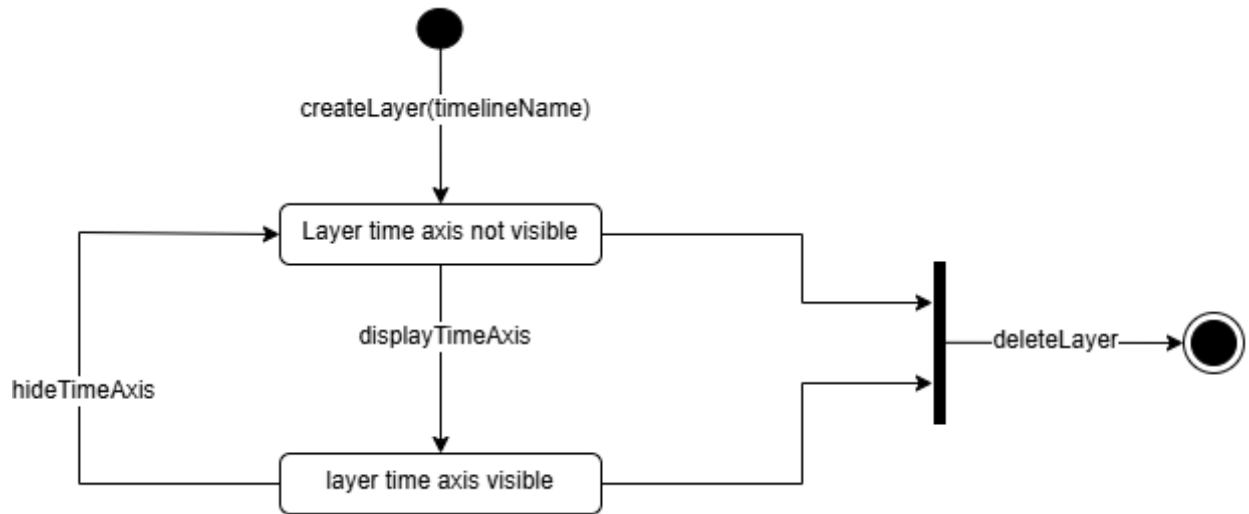 createLayer(timelineName)
Layer time axis not visible
displayTimeAxis
deleteLayer
hideTimeAxis
layer time axis visible